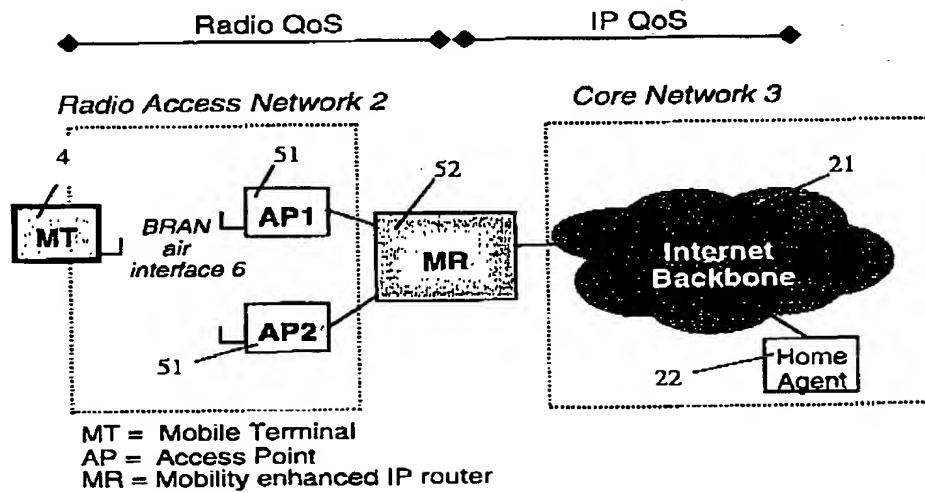 Radio QoS
IP QoS
Radio Access Network 2
Core Network 3
4
51
52
21
MT
BRAN
air
interface 6
AP1
MR
Internet
Backbone
AP2
51
22
Home
Agent
MT = Mobile Terminal
AP = Access Point
MR = Mobility enhanced IP router